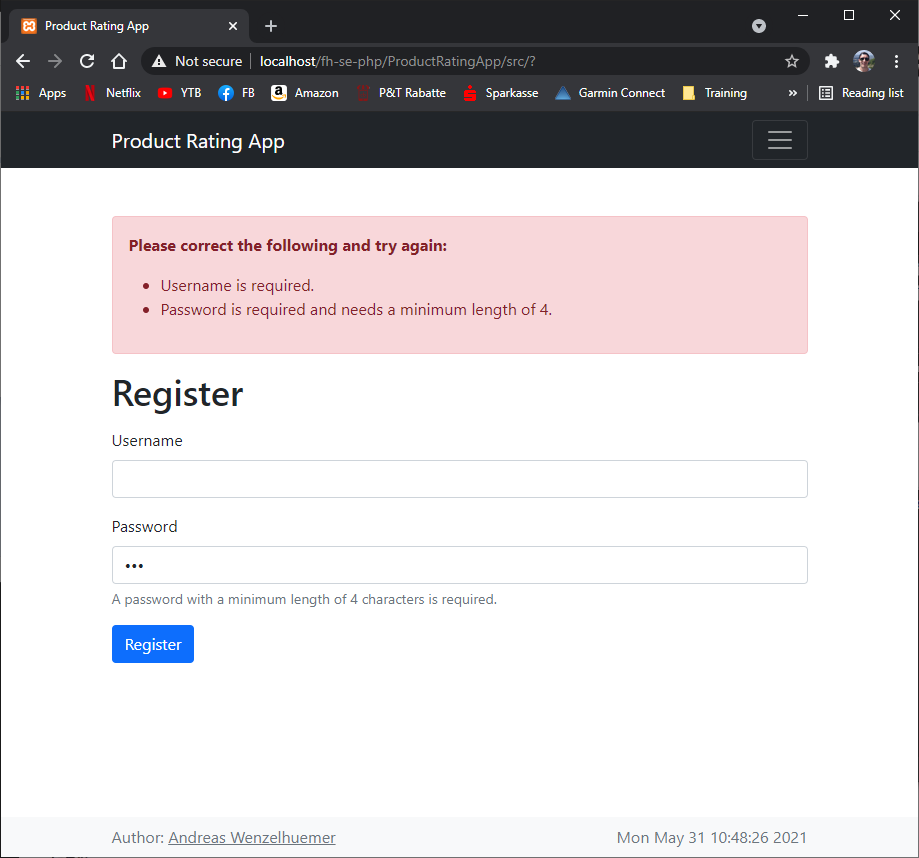 Product Rating App
Not secure localhost/fh-se-php/ProductRatingApp/src/?
Apps Netflix YTB FB Amazon P&T Rabatte Sparkasse Garmin Connect Training » Reading list
Product Rating App
Please correct the following and try again:
• Username is required.
• Password is required and needs a minimum length of 4.
Register
Username
Password
•••
A password with a minimum length of 4 characters is required.
Register
Author: Andreas Wenzelhuemer Mon May 31 10:48:26 2021